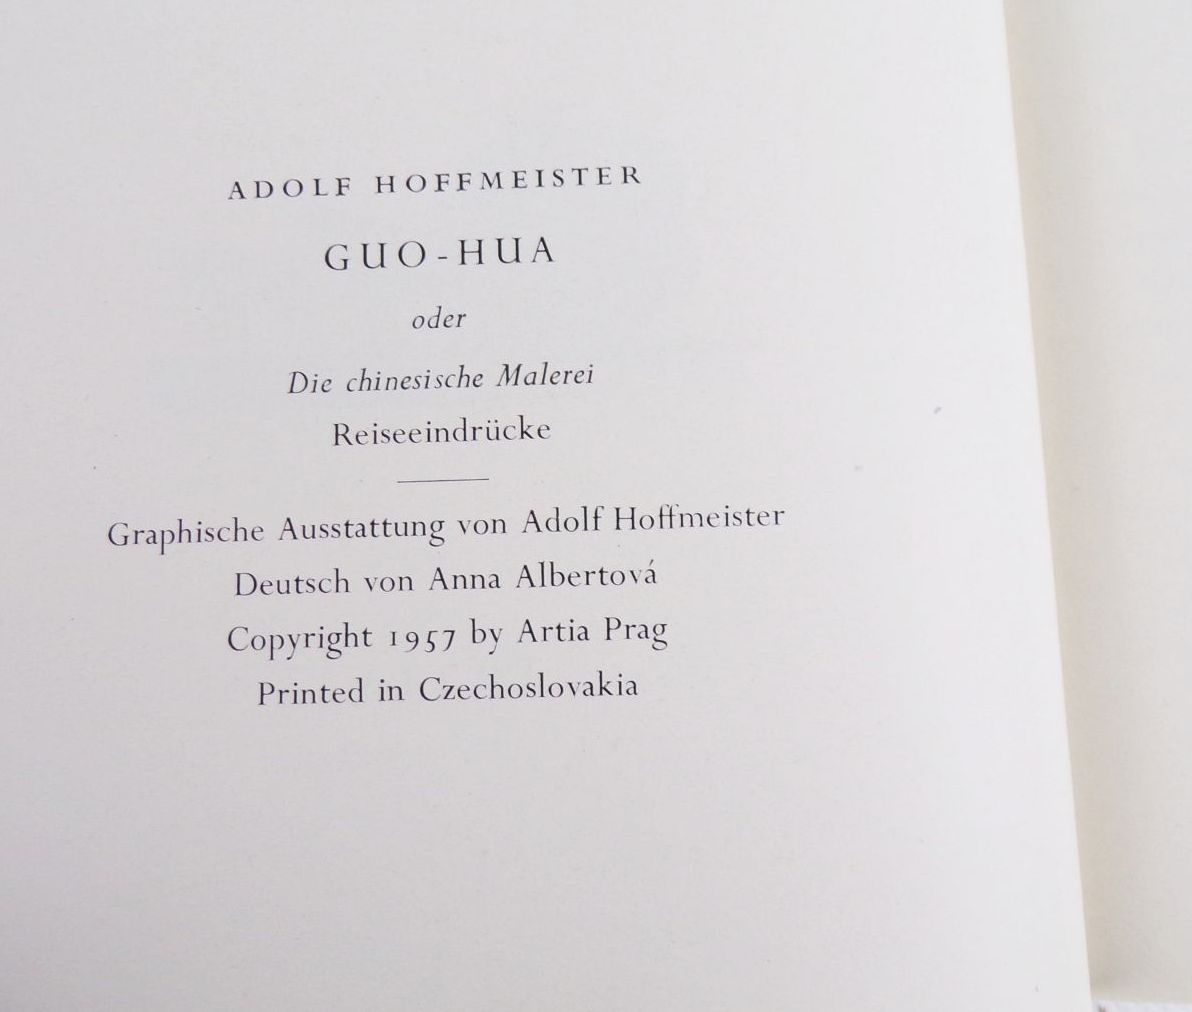 ADOLF HOFFMEISTER
GUO-HUA
oder
Die chinesische Malerei
Reiseeindrücke
Graphische Ausstattung von Adolf Hoffmeister
Deutsch von Anna Albertová
Copyright 1957 by Artia Prag
Printed in Czechoslovakia